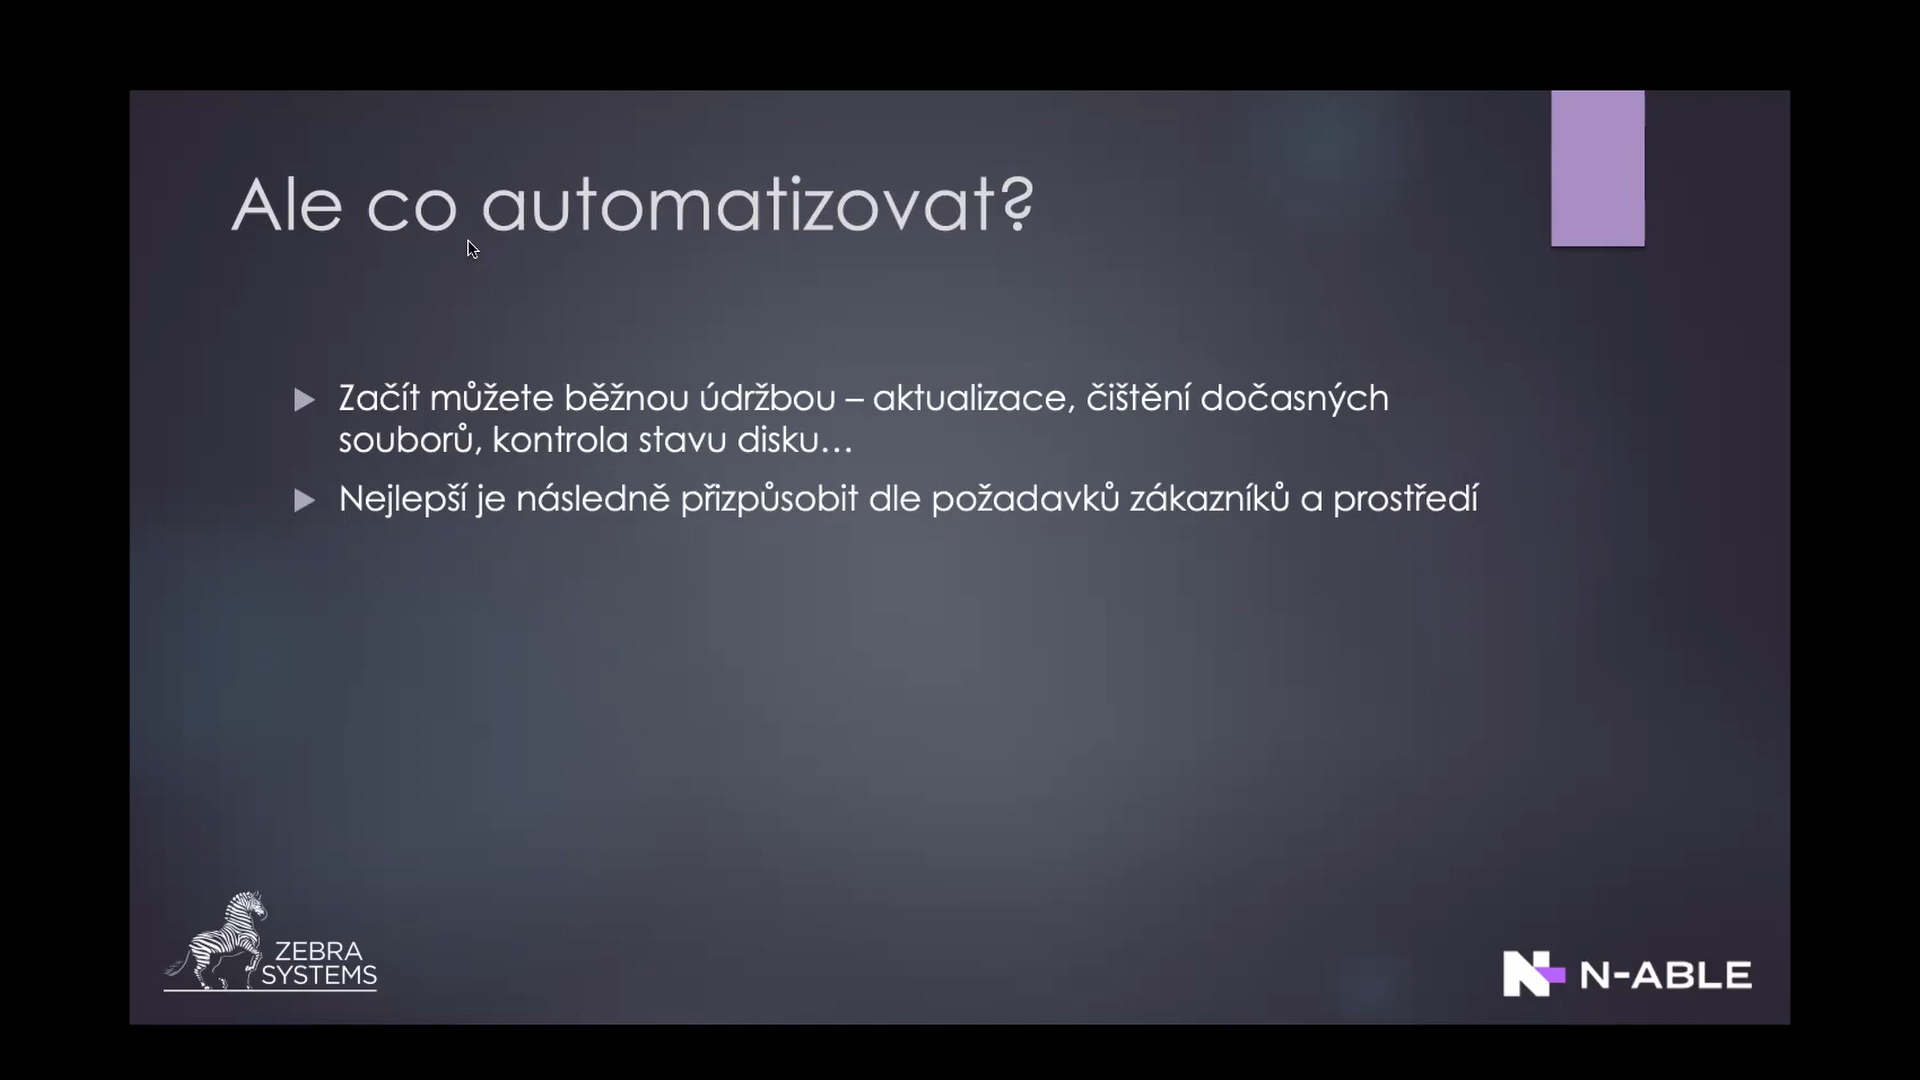 Ale co automatizovat?
Začít můžete běžnou údržbou – aktualizace, čištění dočasných
souborů, kontrola stavu disku…
Nejlepší je následně přizpůsobit dle požadavků zákazníků a prostředí
ZEBRA
SYSTEMS
N-ABLE